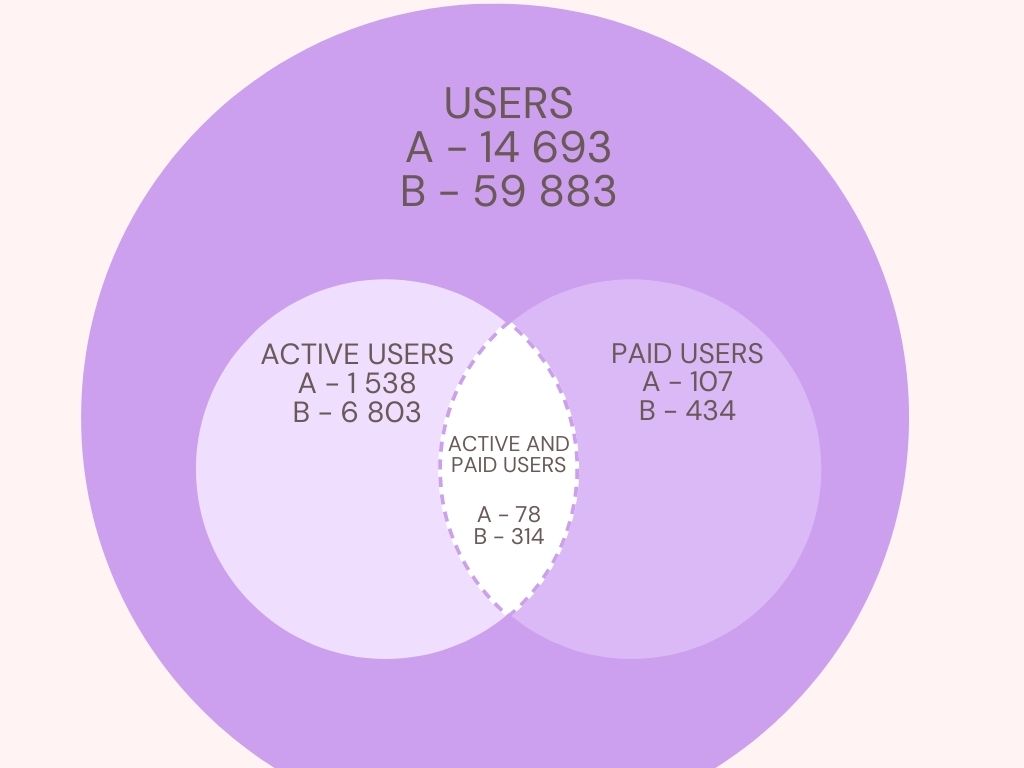 USERS
A – 14 693
B – 59 883
ACTIVE USERS
A – 1 538
B – 6 803
PAID USERS
A – 107
B – 434
ACTIVE AND
PAID USERS
A – 78
B – 314